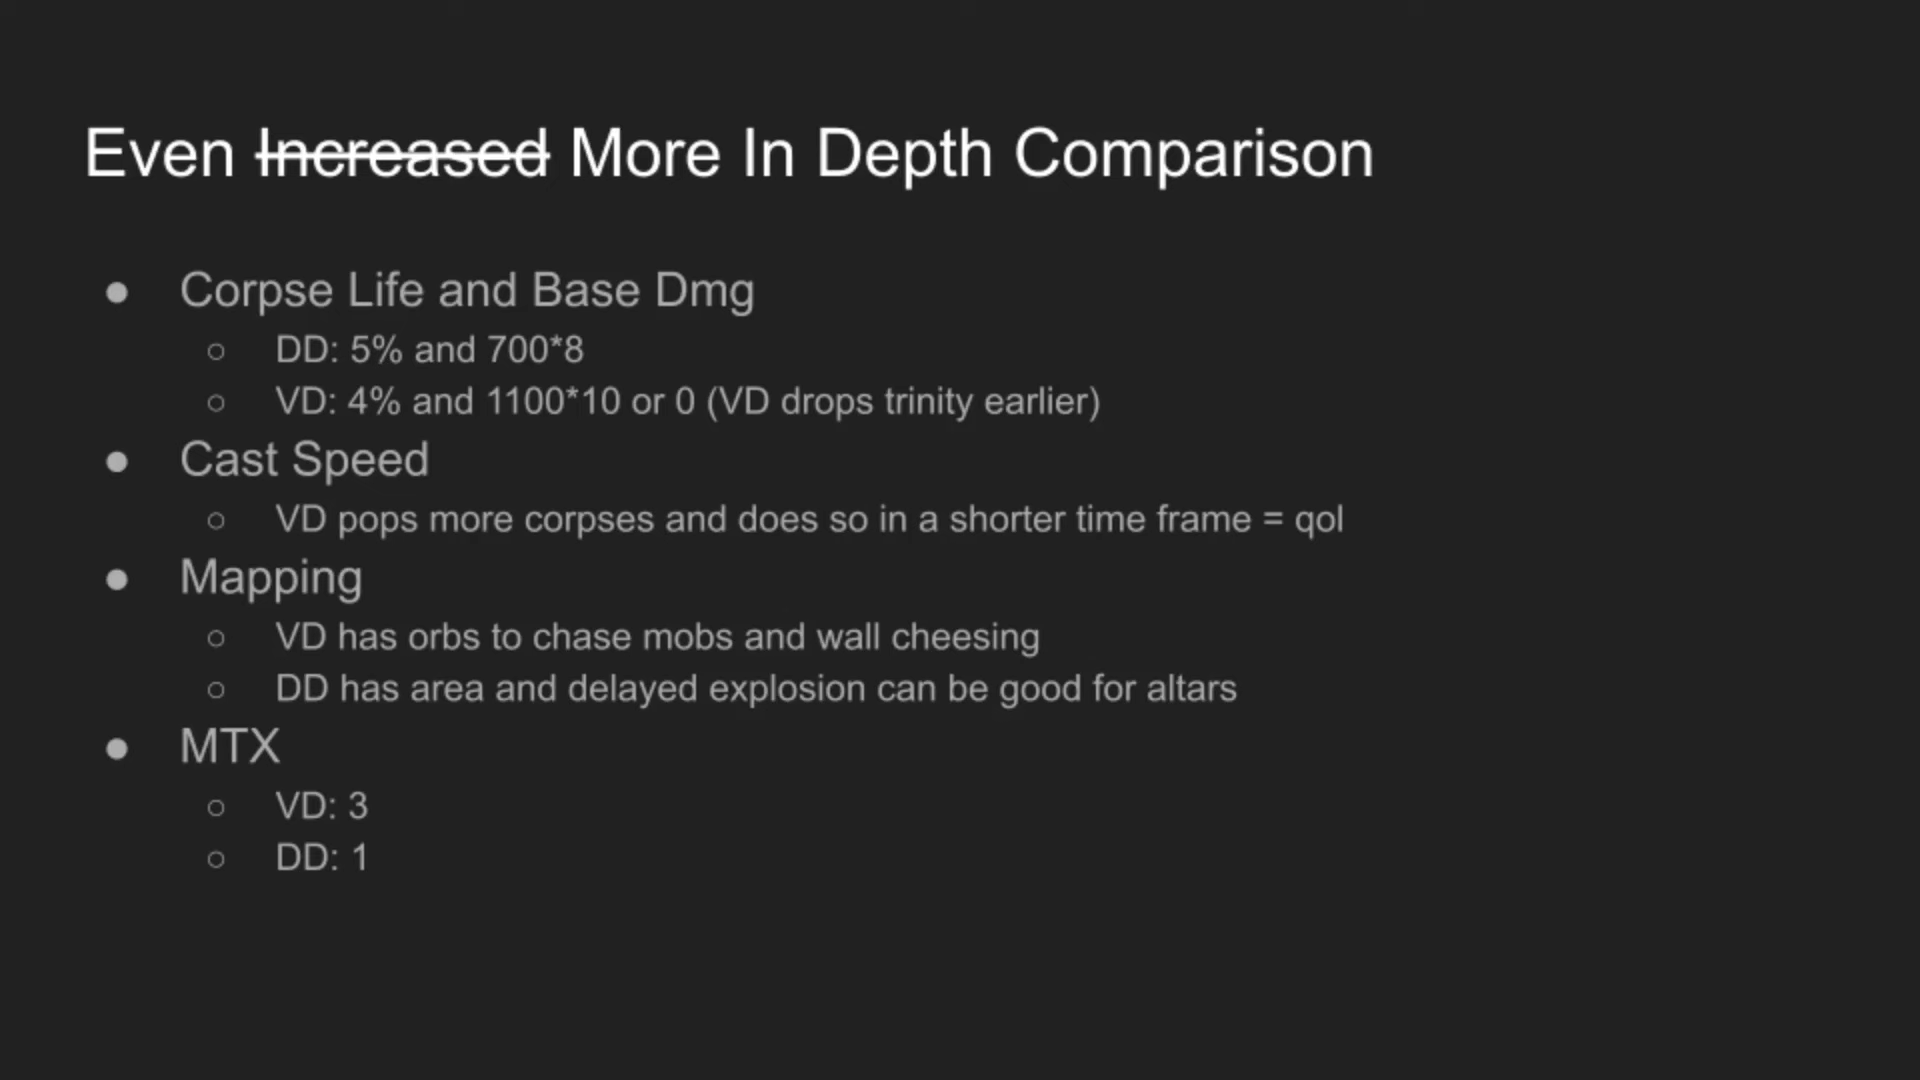 Even Increased More In Depth Comparison
● Corpse Life and Base Dmg
○ DD: 5% and 700*8
○ VD: 4% and 1100*10 or 0 (VD drops trinity earlier)
● Cast Speed
○ VD pops more corpses and does so in a shorter time frame = qol
● Mapping
○ VD has orbs to chase mobs and wall cheesing
○ DD has area and delayed explosion can be good for altars
● MTX
○ VD: 3
○ DD: 1